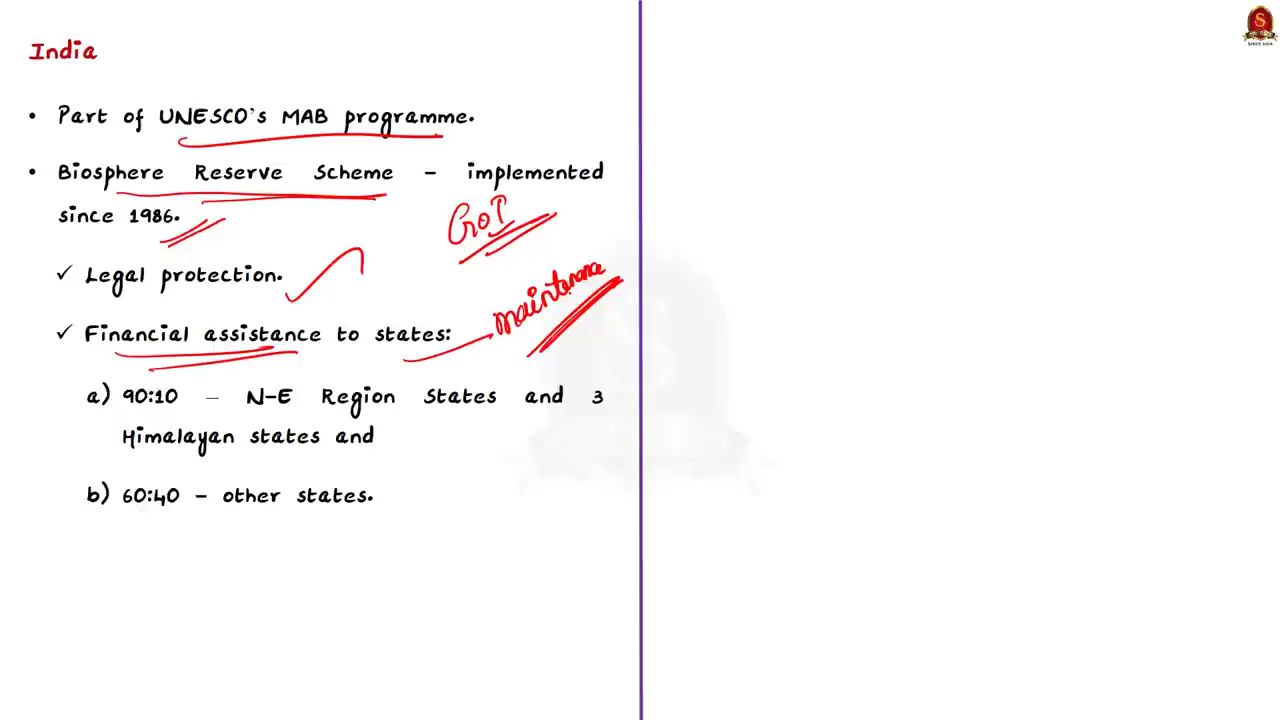 India
• Part of UNESCO's MAB programme.
• Biosphere Reserve Scheme – implemented
since 1986.
GoI
✓ Legal protection.
Maintenance
✓ Financial assistance to states:
a) 90:10 – N-E Region States and 3
Himalayan states and
b) 60:40 – other states.
S